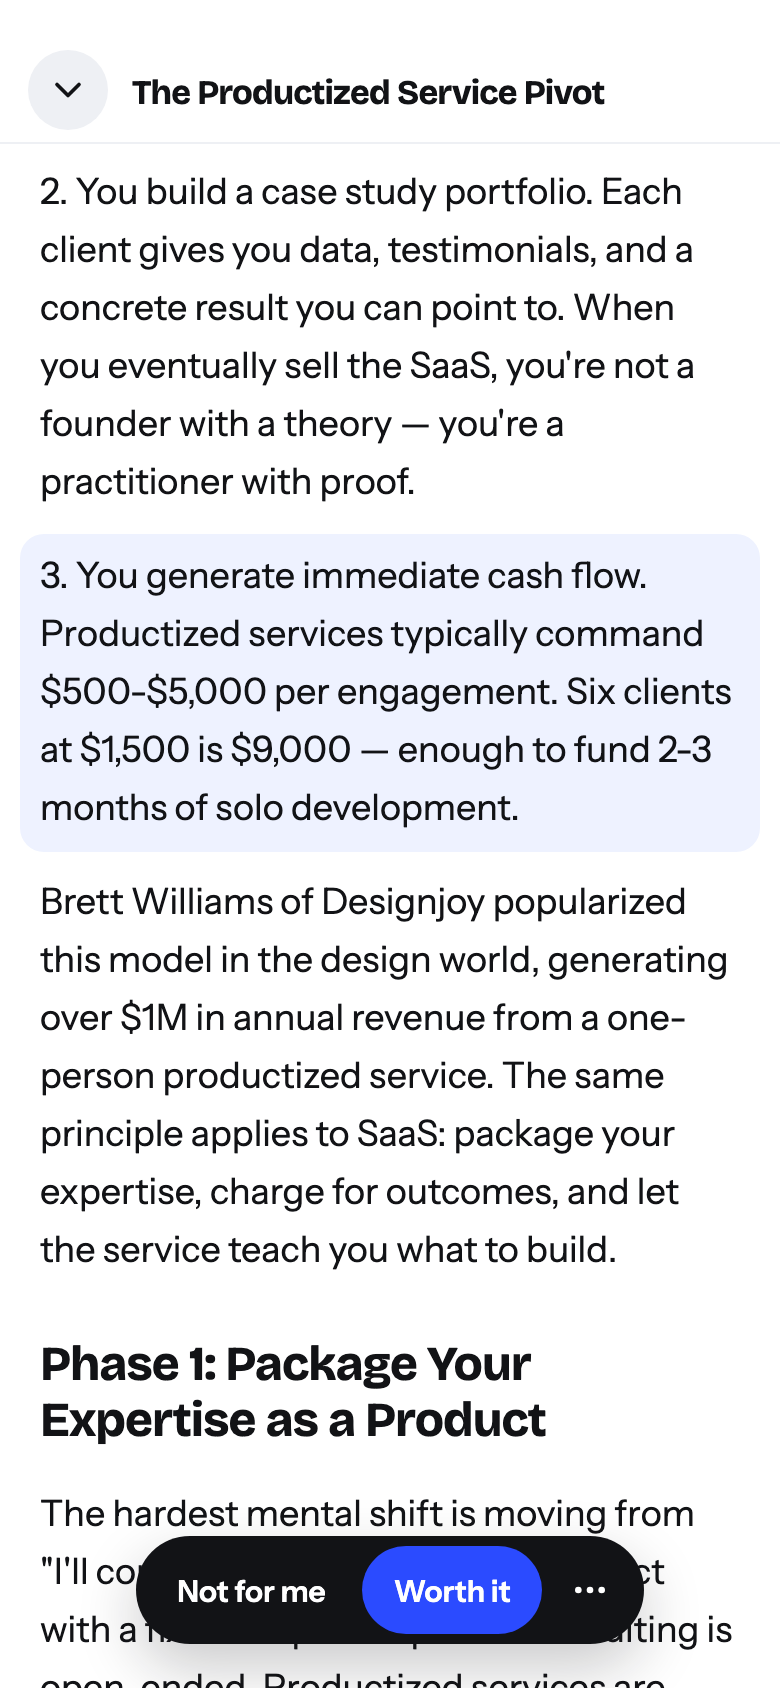 The Productized Service Pivot
2. You build a case study portfolio. Each
client gives you data, testimonials, and a
concrete result you can point to. When
you eventually sell the SaaS, you're not a
founder with a theory — you're a
practitioner with proof.
3. You generate immediate cash flow.
Productized services typically command
$500-$5,000 per engagement. Six clients
at $1,500 is $9,000 — enough to fund 2-3
months of solo development.
Brett Williams of Designjoy popularized
this model in the design world, generating
over $1M in annual revenue from a one-
person productized service. The same
principle applies to SaaS: package your
expertise, charge for outcomes, and let
the service teach you what to build.
Phase 1: Package Your
Expertise as a Product
The hardest mental shift is moving from
"I'll
with a is
Not for me Worth it
open-ended. Productized services are